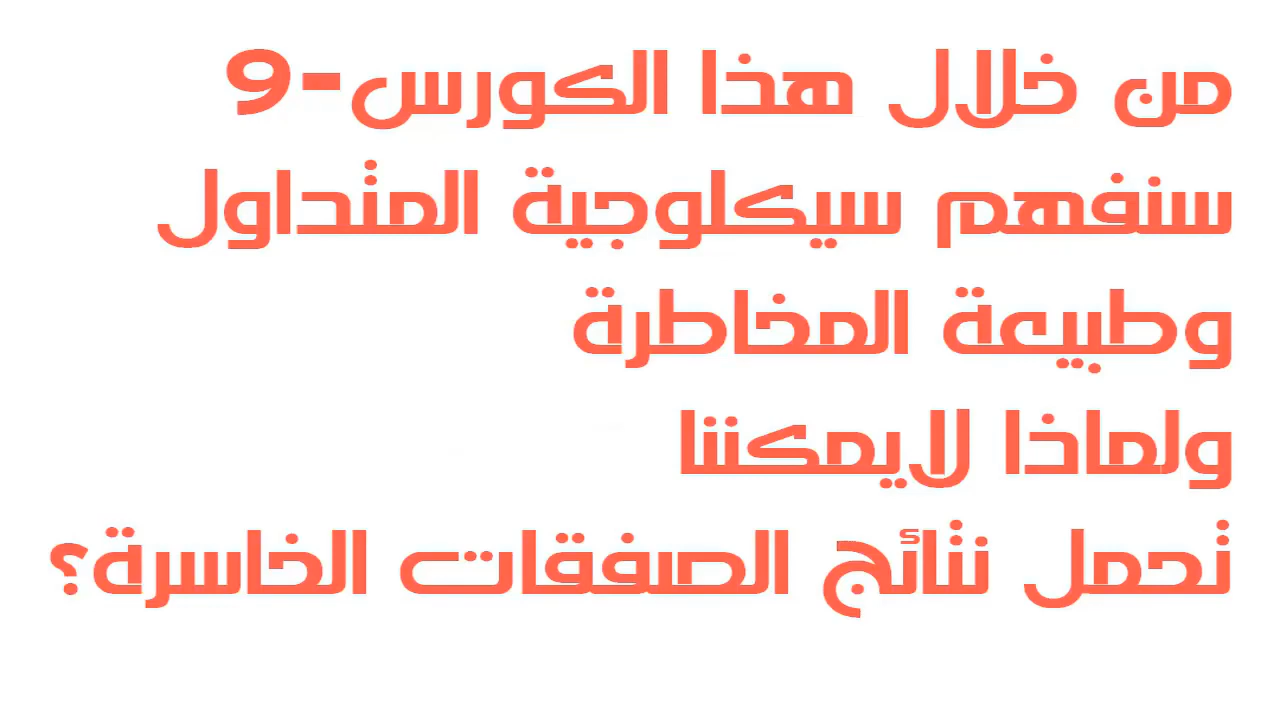 من خلال هذا الكورس-9
سنفهم سيكلوجية المتداول
وطبيعة المخاطرة
ولماذا لايمكننا
تحمل نتائج الصفقات الخاسرة؟